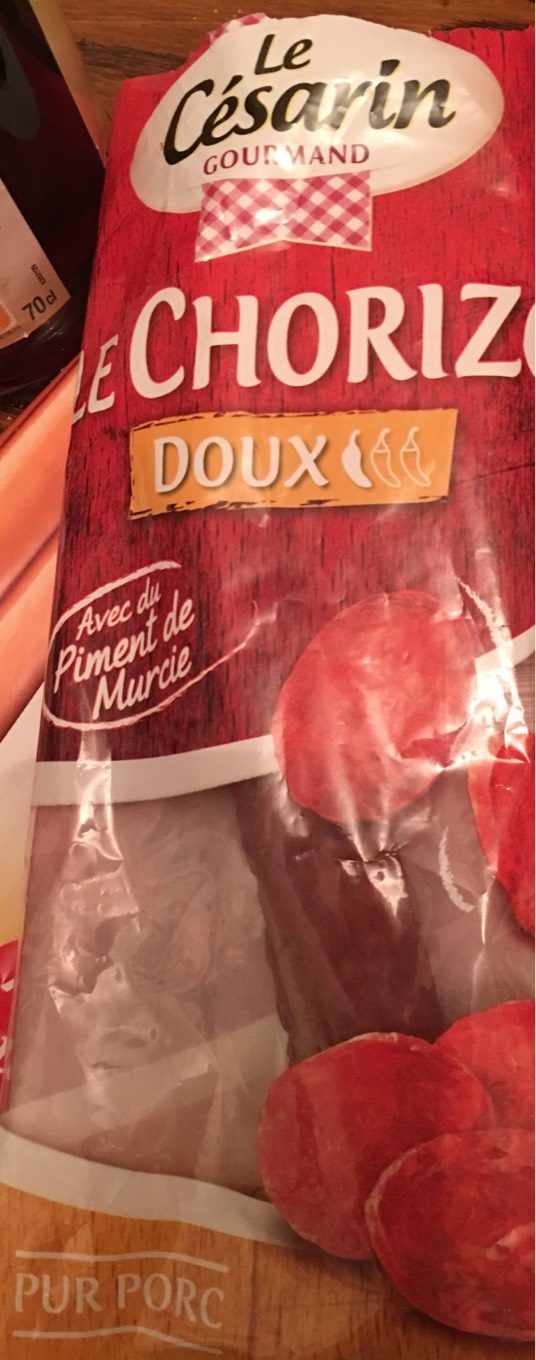 Le
Césarin
GOURMAND
LE CHORIZO
DOUX
Avec du
Piment de
Murcie
PUR PORC
70 cl